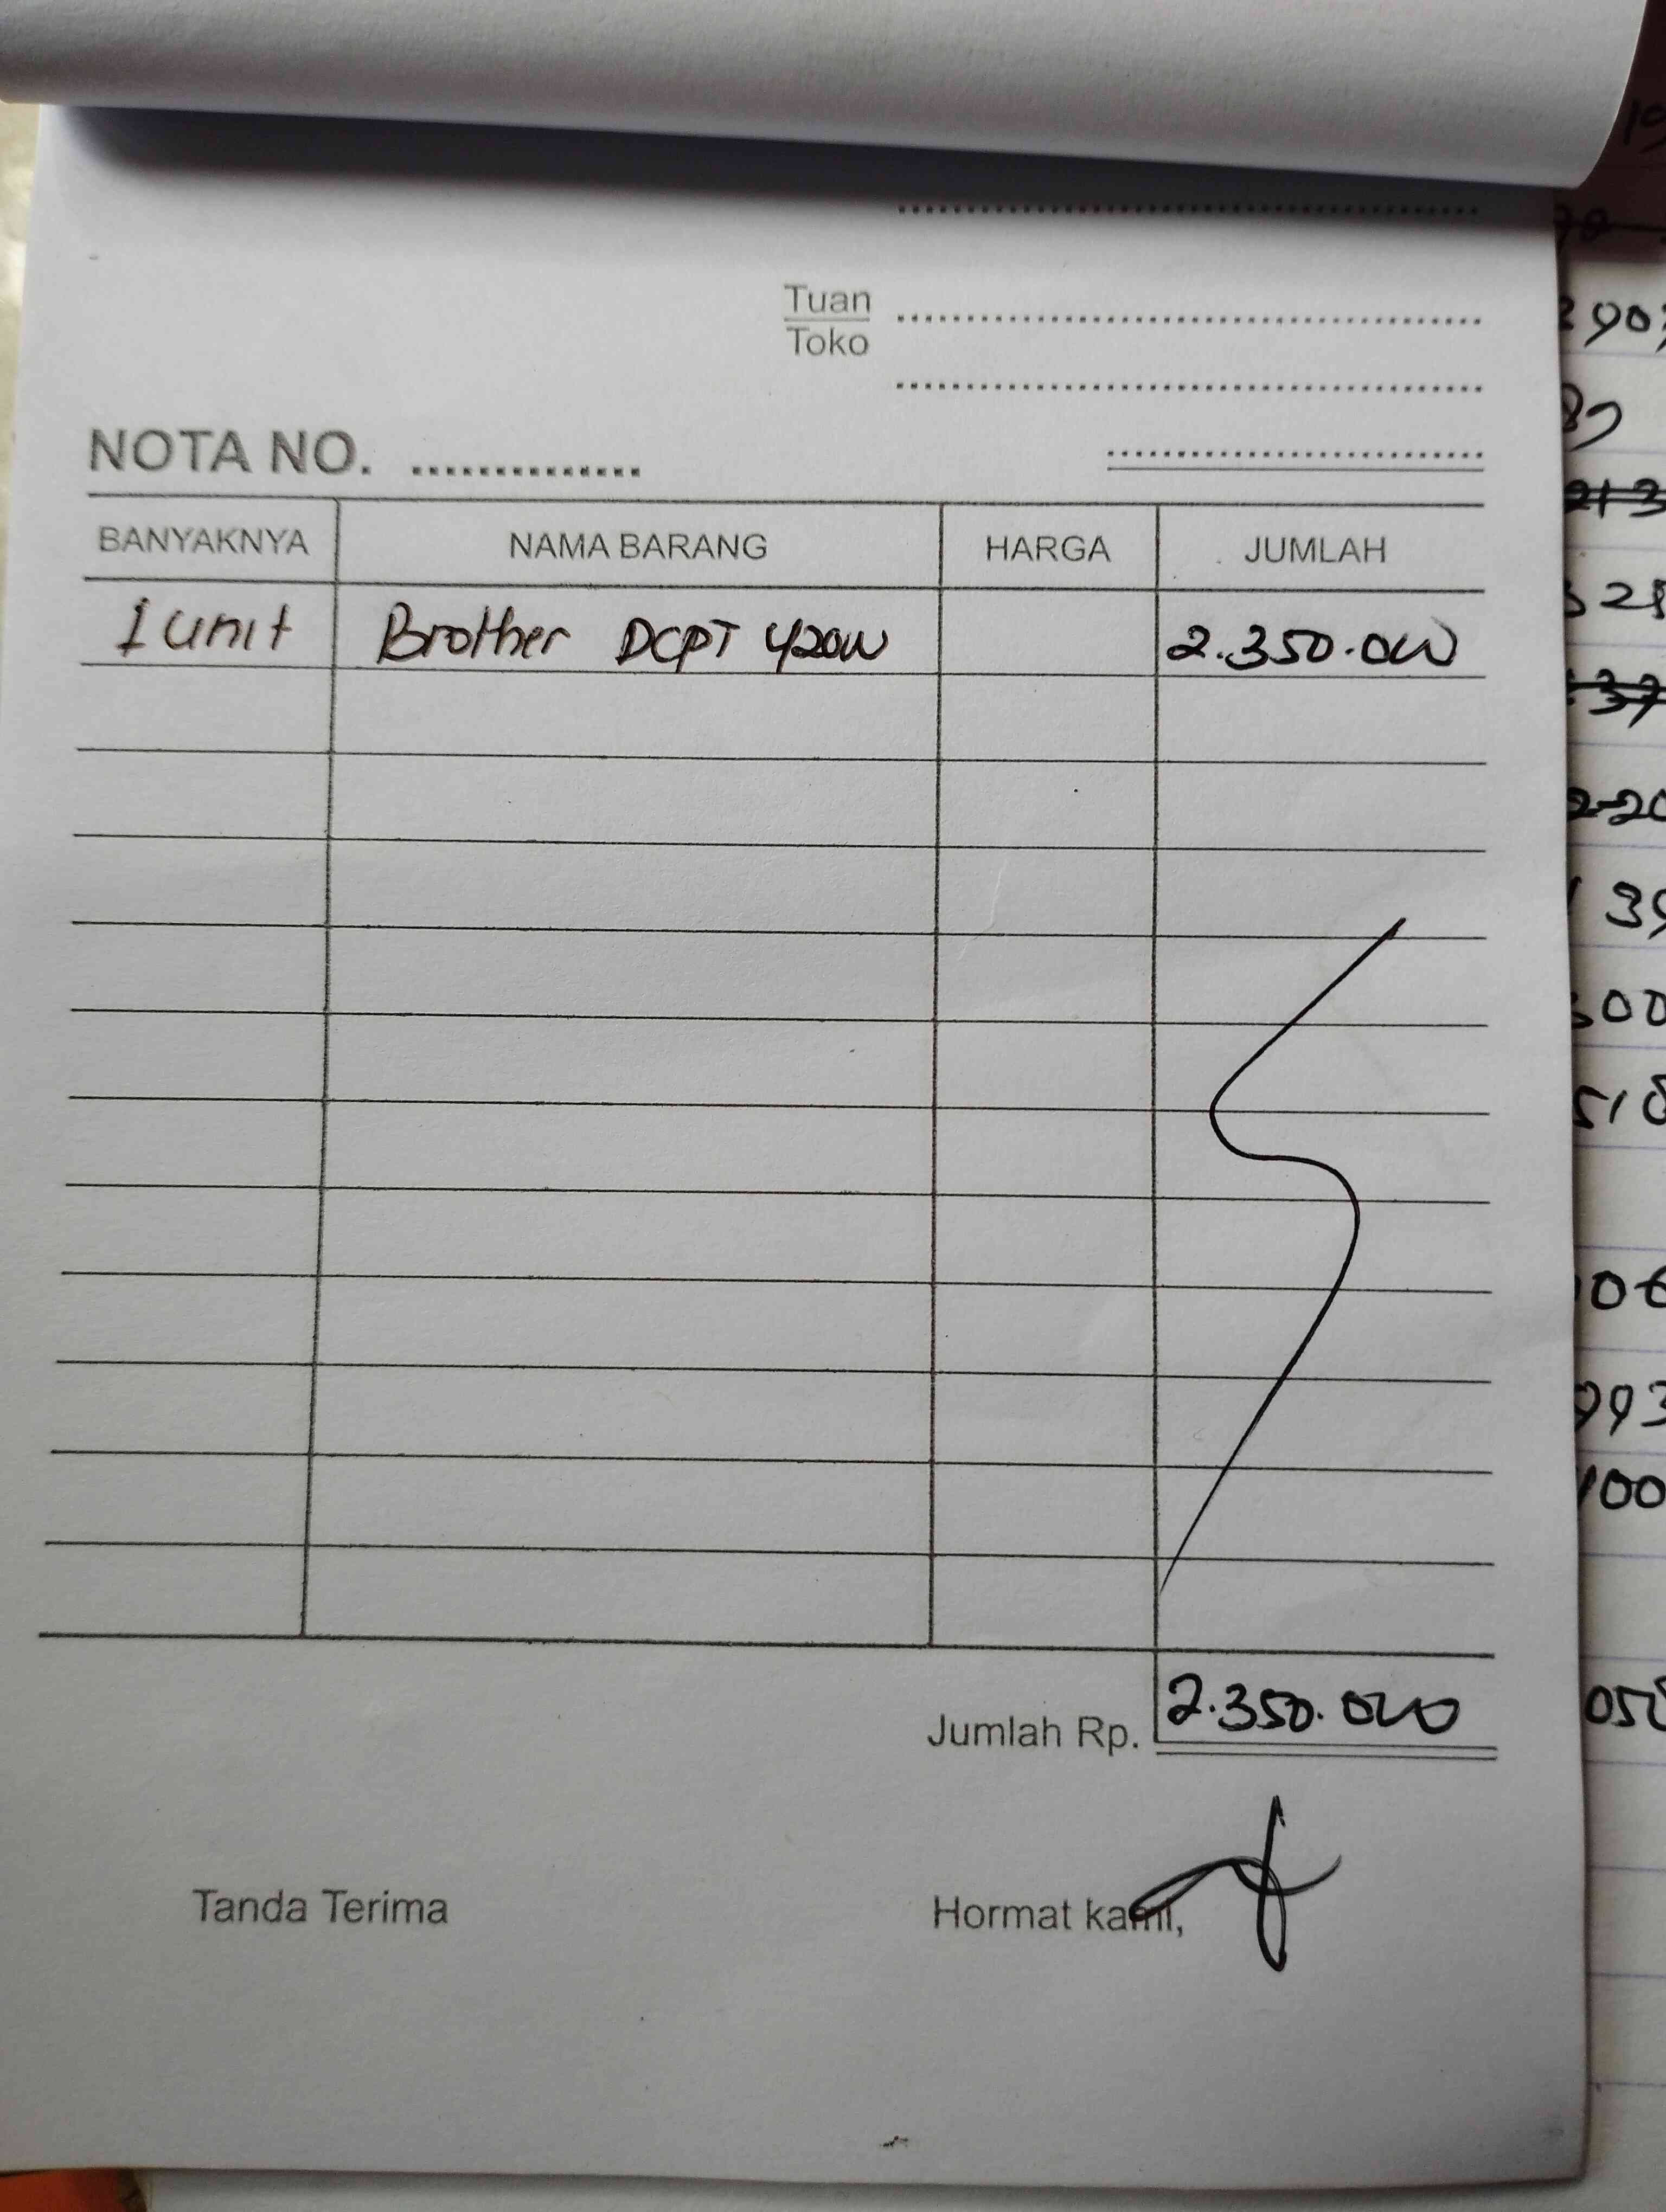 Tuan
Toko
NOTA NO. ...............
BANYAKNYA NAMA BARANG HARGA JUMLAH
1 unit Brother DCPT 420W 2.350.000
Jumlah Rp. 2.350.000
Tanda Terima Hormat kami,